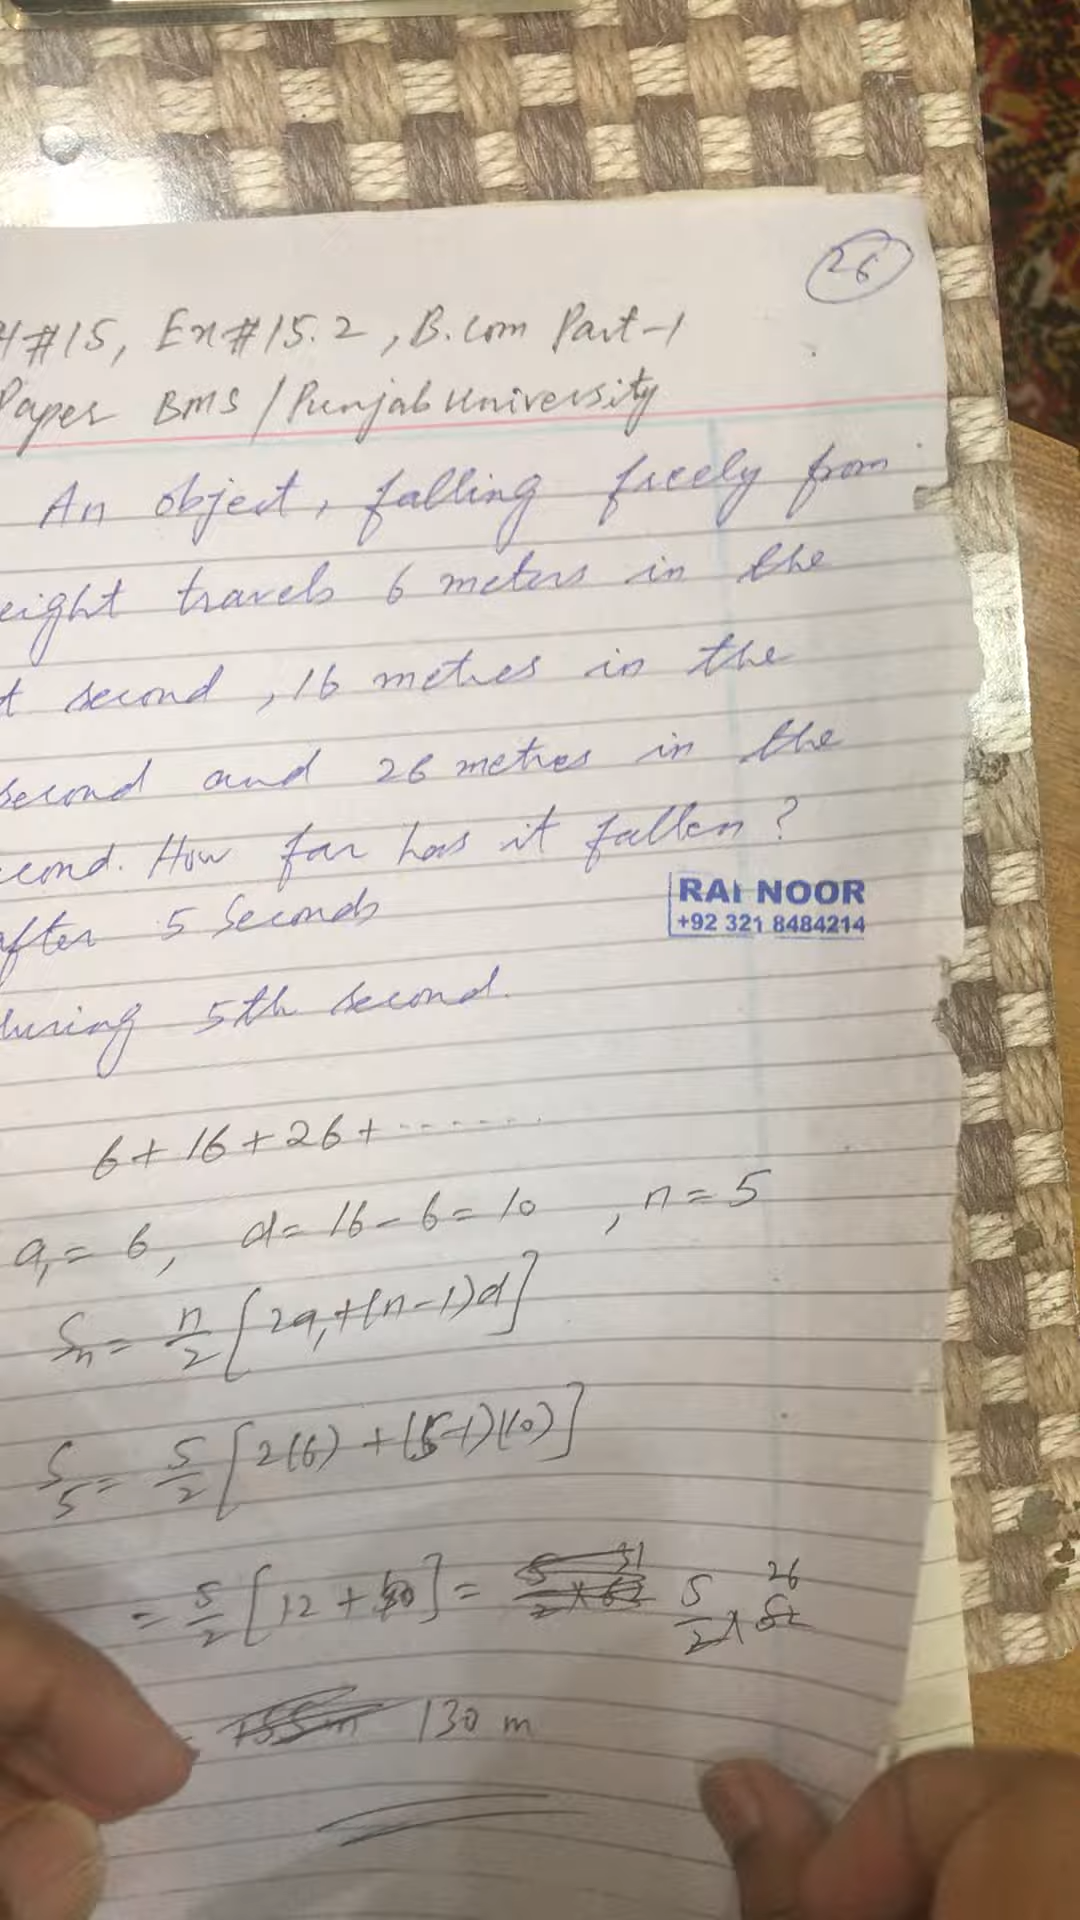 26
H#15, Ex#15.2, B.Com Part-1
Paper BMS / Punjab University
An object, falling freely from
eight travels 6 meters in the
t second, 16 metres in the
second and 26 metres in the
cond. How far has it fallen?
after 5 Seconds
RAI NOOR
+92 321 8484214
during 5th second.
6+16+26+.......
a₁ = 6, d = 16-6 = 10, n = 5
Sn = n/2 [2a₁+(n-1)d]
S5 = 5/2 [2(6) + (5-1)(10)]
= 5/2 [12 + 40] = 5/2 × 52 26
= 130 m